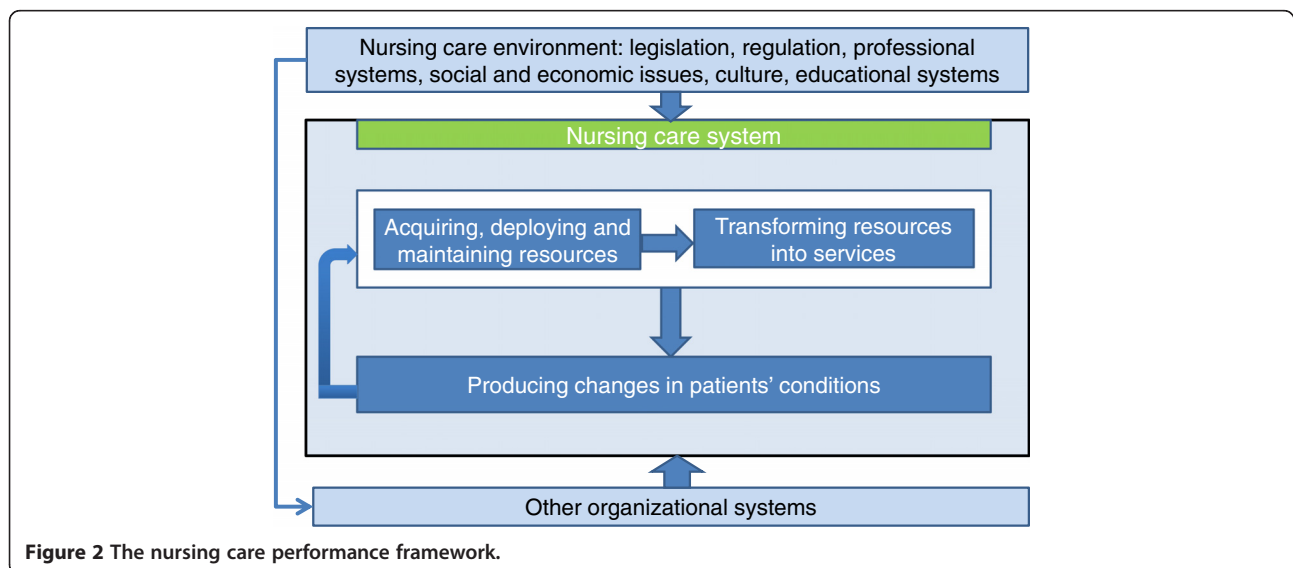 Nursing care environment: legislation, regulation, professional
systems, social and economic issues, culture, educational systems
Nursing care system
Acquiring, deploying and
maintaining resources
Transforming resources
into services
Producing changes in patients' conditions
Other organizational systems
Figure 2 The nursing care performance framework.